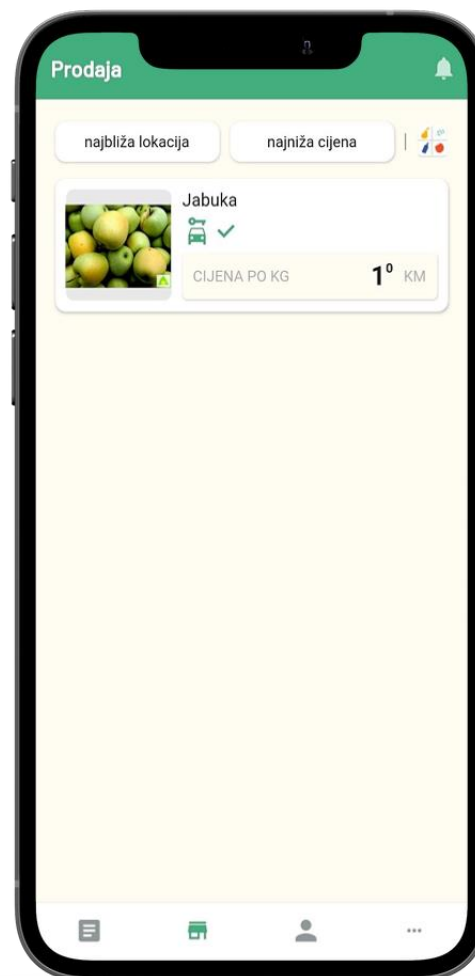 Prodaja
najbliža lokacija
najniža cijena
Jabuka
CIJENA PO KG 1⁰ KM